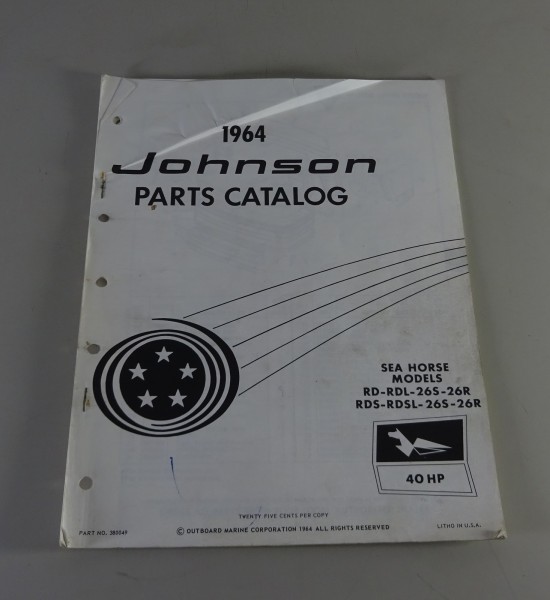 1964
Johnson
PARTS CATALOG
SEA HORSE
MODELS
RD-RDL-26S-26R
RDS-RDSL-26S-26R
40 HP
TWENTY FIVE CENTS PER COPY
© OUTBOARD MARINE CORPORATION 1964 ALL RIGHTS RESERVED
PART NO. 380049
LITHO IN U.S.A.